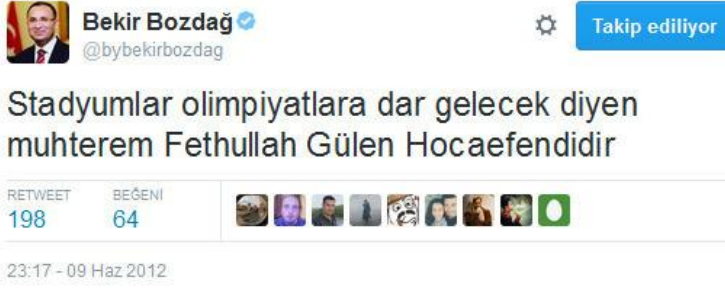 Bekir Bozdağ
@bybekirbozdag
Takip ediliyor
Stadyumlar olimpiyatlara dar gelecek diyen
muhterem Fethullah Gülen Hocaefendidir
RETWEET BEĞENİ
198 64
23:17 - 09 Haz 2012